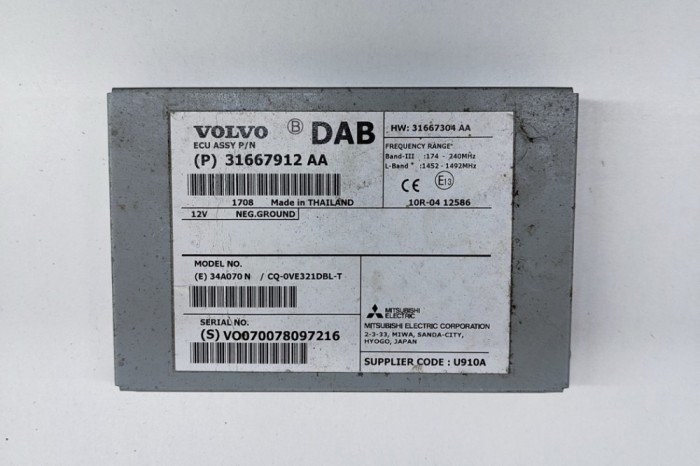 VOLVO Ⓑ DAB
ECU ASSY P/N
(P) 31667912 AA
1708 Made in THAILAND
12V NEG.GROUND
HW: 31667304 AA
FREQUENCY RANGE
Band-III :174 - 240MHz
L-Band :1452 - 1492MHz
CE E13
10R-04 12586
MODEL NO.
(E) 34A070 N / CQ-0VE321DBL-T
SERIAL NO.
(S) VO070078097216
MITSUBISHI
ELECTRIC
MITSUBISHI ELECTRIC CORPORATION
2-3-33, MIWA, SANDA-CITY,
HYOGO, JAPAN
SUPPLIER CODE : U910A